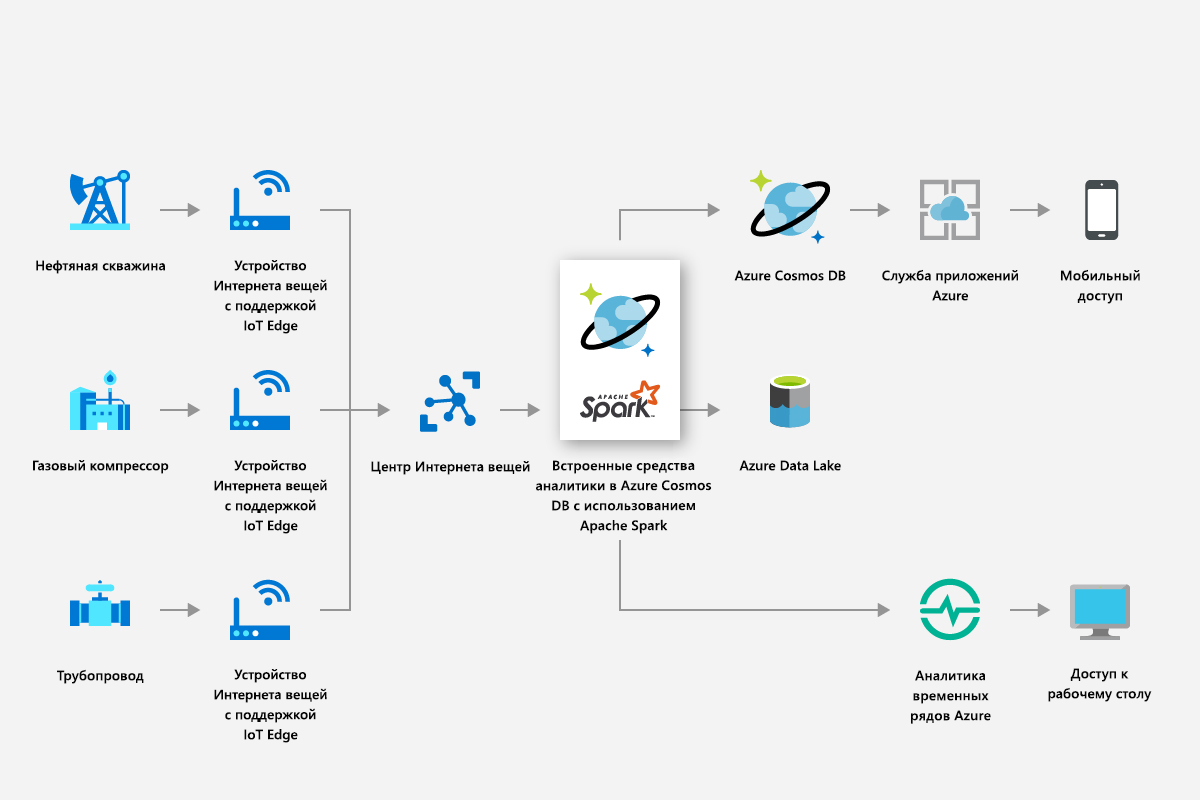 Нефтяная скважина
Устройство
Интернета вещей
с поддержкой
IoT Edge
Azure Cosmos DB
Служба приложений
Azure
Мобильный
доступ
Газовый компрессор
Устройство
Интернета вещей
с поддержкой
IoT Edge
Центр Интернета вещей
APACHE
Spark™
Встроенные средства
аналитики в Azure Cosmos
DB с использованием
Apache Spark
Azure Data Lake
Трубопровод
Устройство
Интернета вещей
с поддержкой
IoT Edge
Аналитика
временных
рядов Azure
Доступ к
рабочему столу